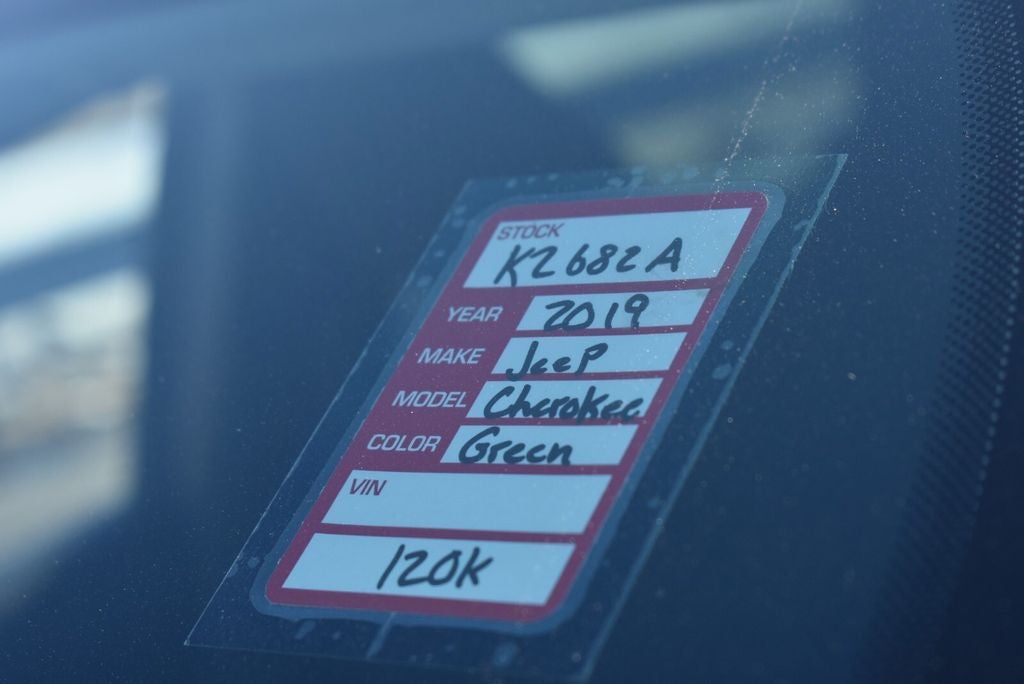 STOCK
K2682A
YEAR 2019
MAKE Jeep
MODEL Cherokee
COLOR Green
VIN
120K